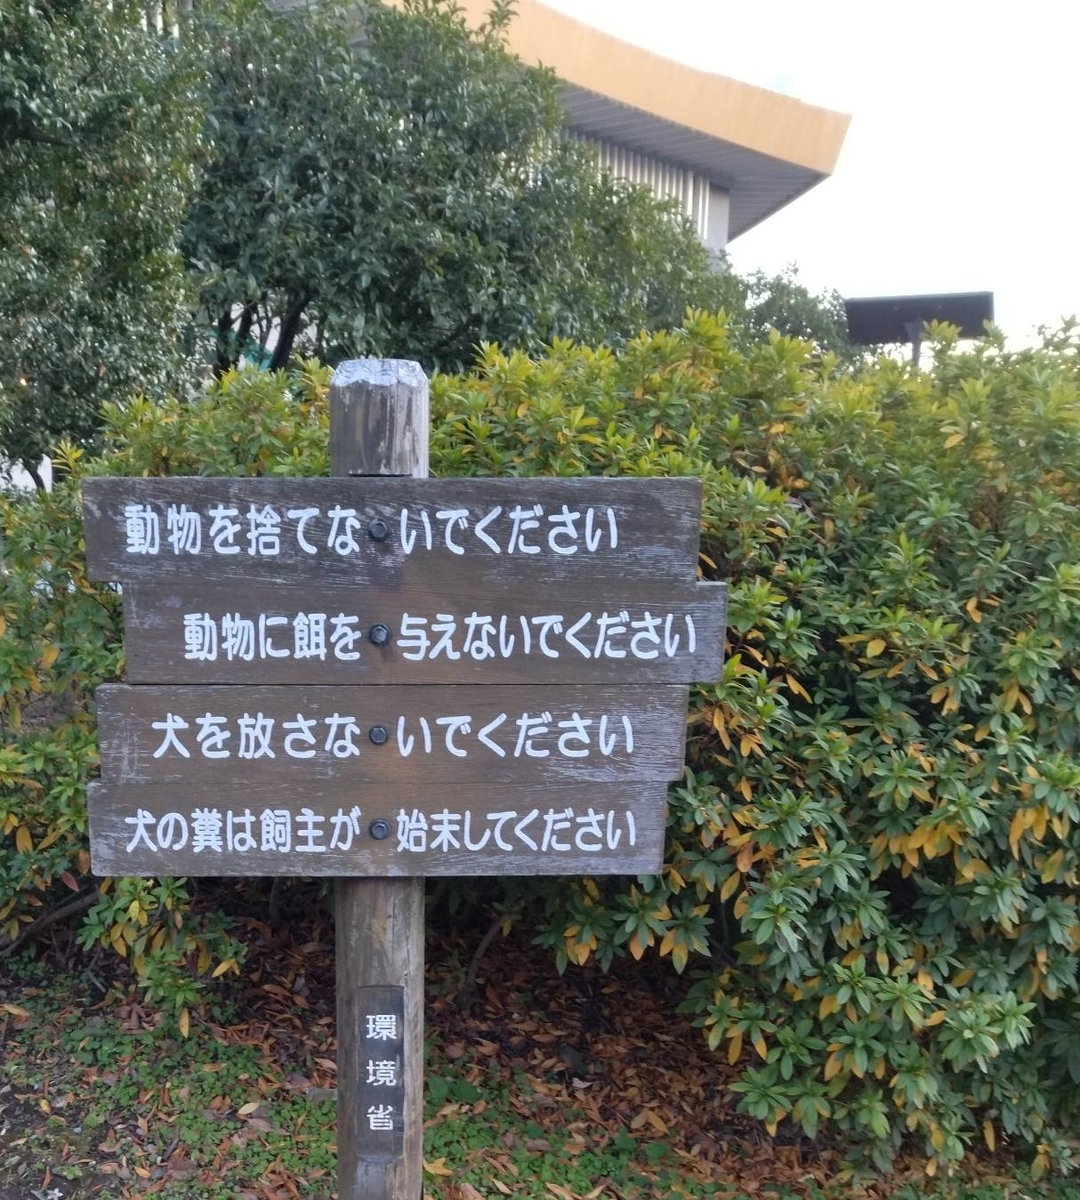 動物を捨てないでください
動物に餌を与えないでください
犬を放さないでください
犬の糞は飼主が始末してください
環境省